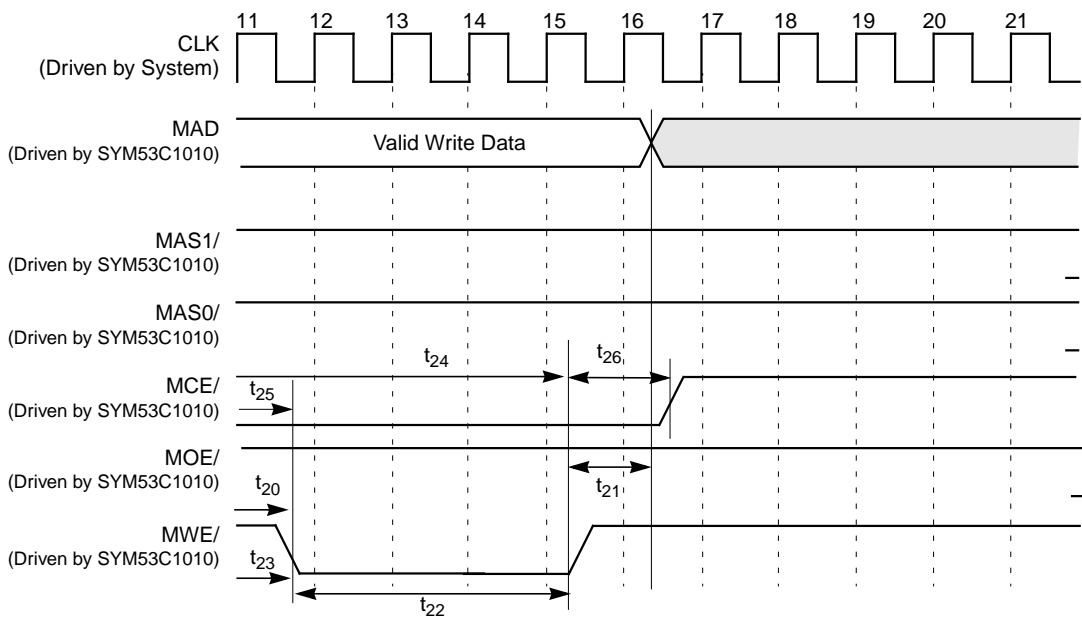 11 12 13 14 15 16 17 18 19 20 21
CLK
(Driven by System)
MAD
(Driven by SYM53C1010)
Valid Write Data
MAS1/
(Driven by SYM53C1010)
MAS0/
(Driven by SYM53C1010)
t24
t26
MCE/
(Driven by SYM53C1010)
t25
MOE/
(Driven by SYM53C1010)
t21
t20
MWE/
(Driven by SYM53C1010)
t23
t22